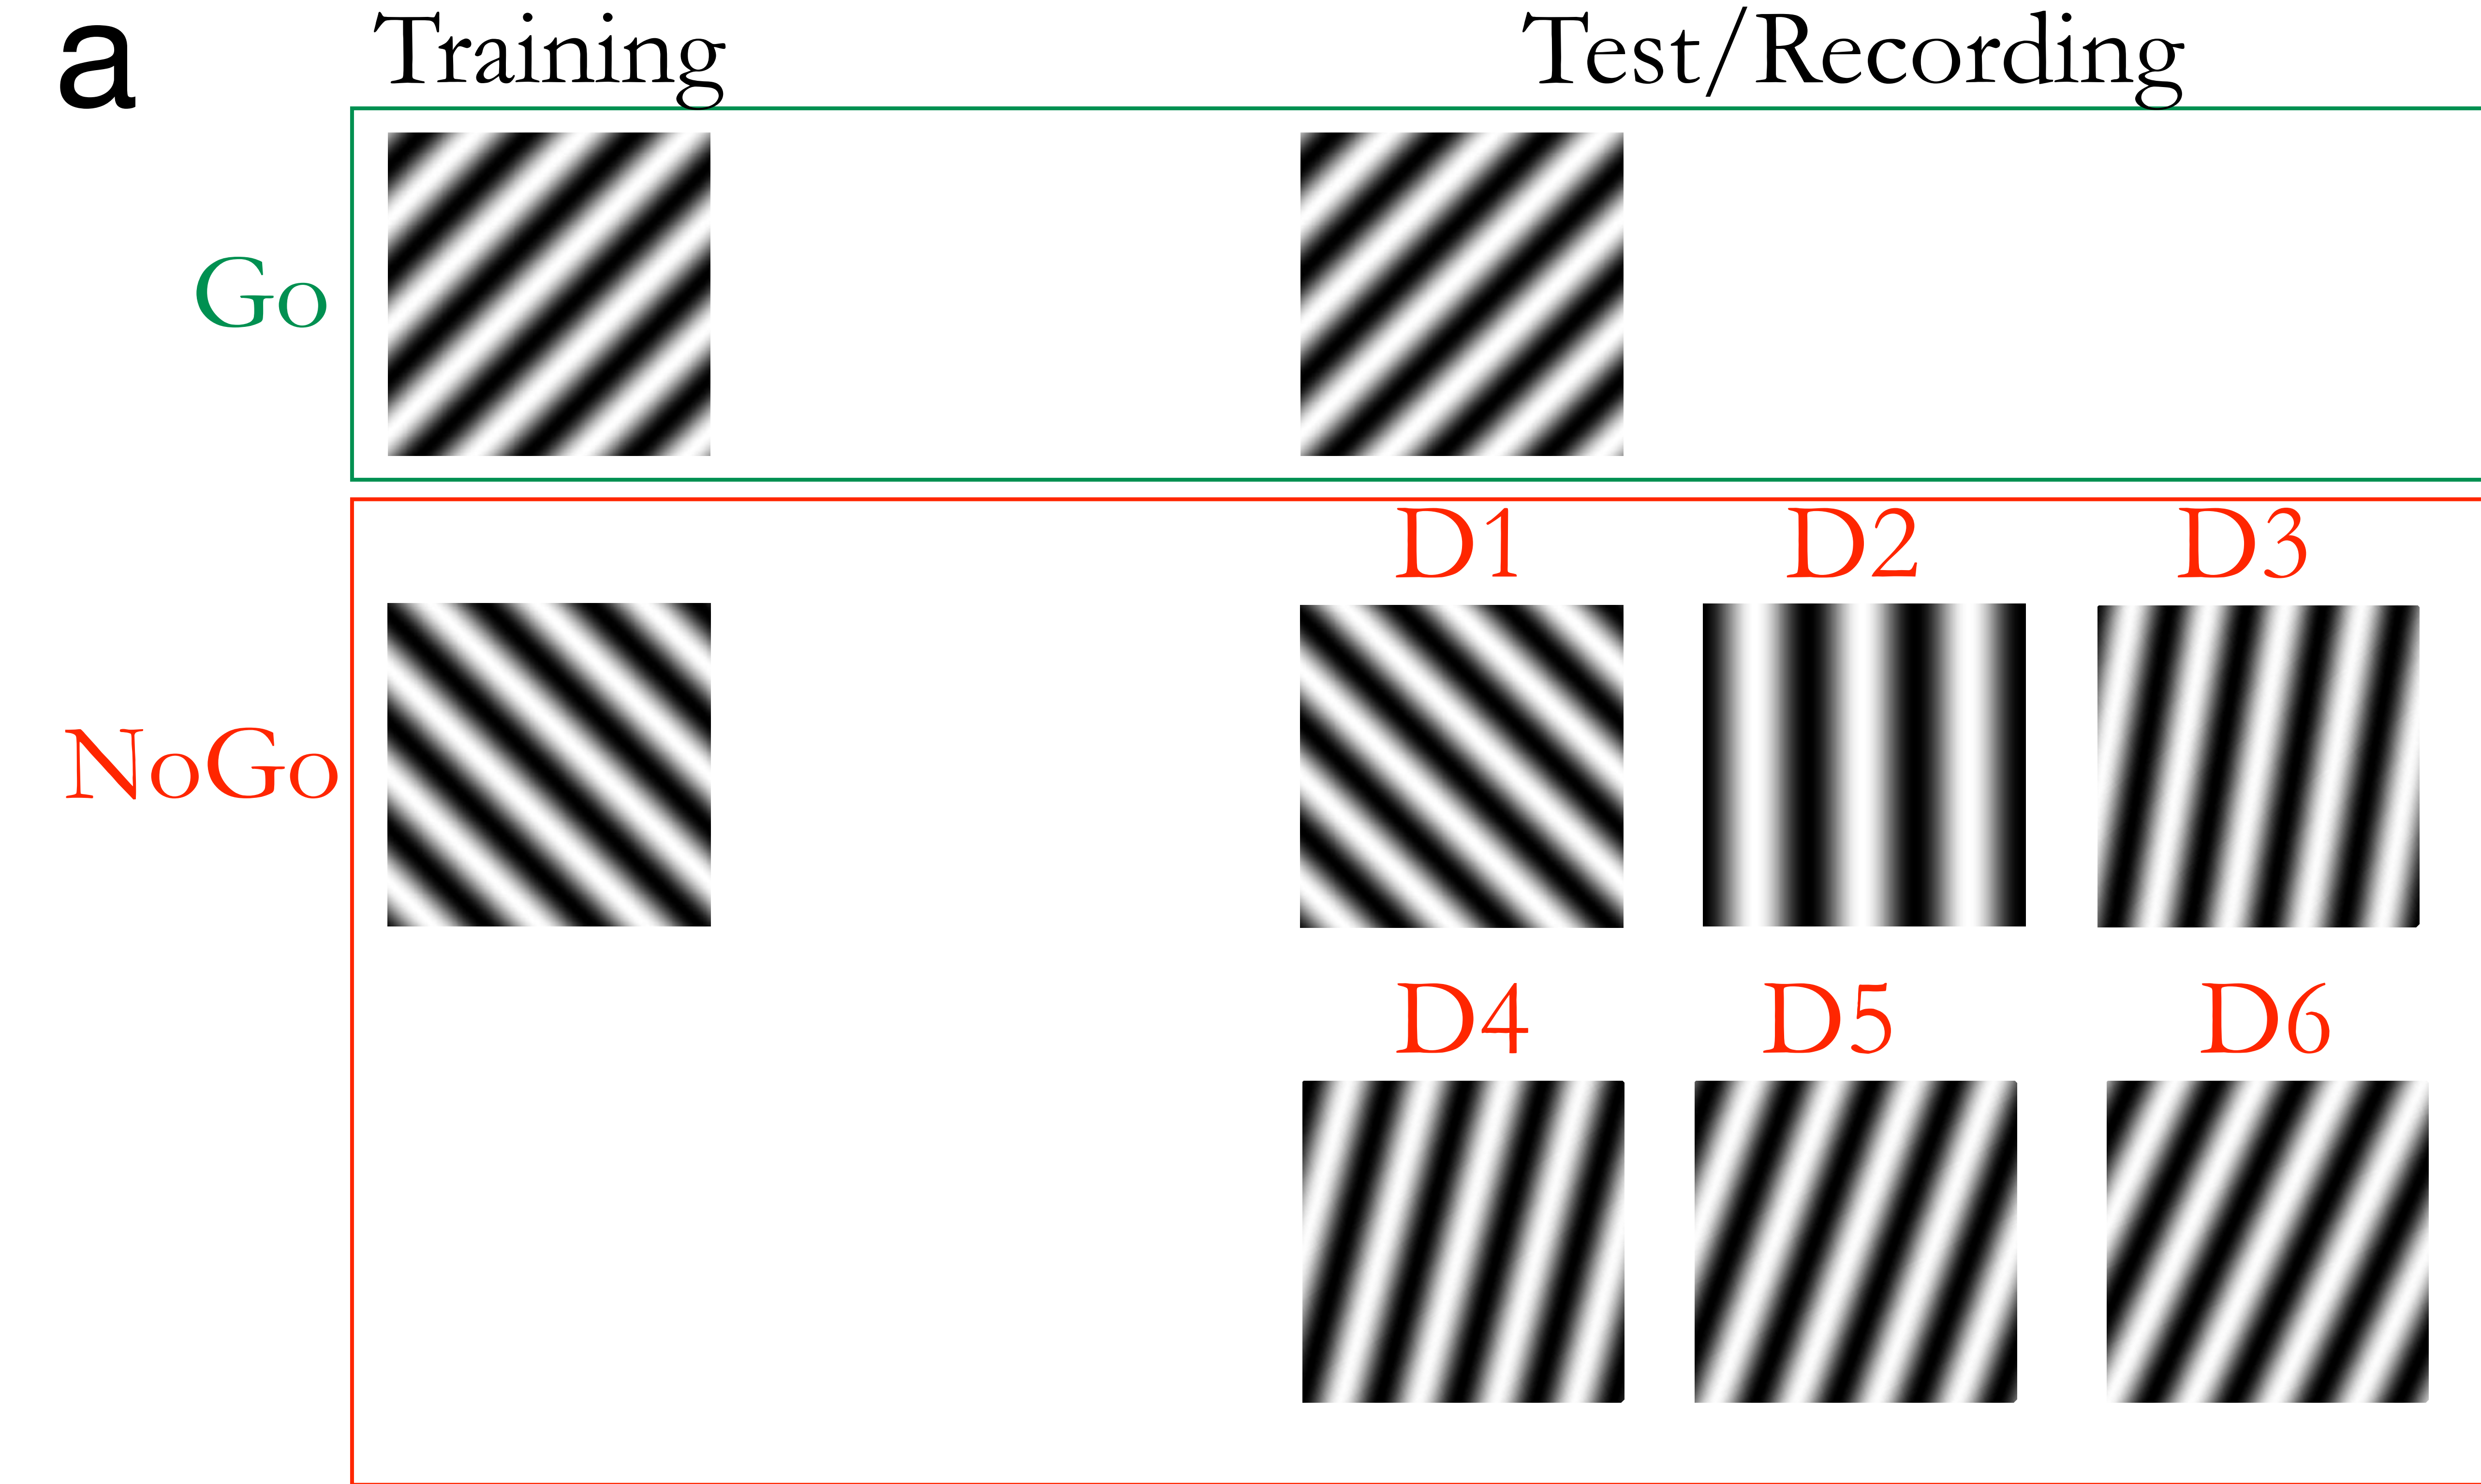 a
Training Test/Recording
Go
D1 D2 D3
NoGo
D4 D5 D6